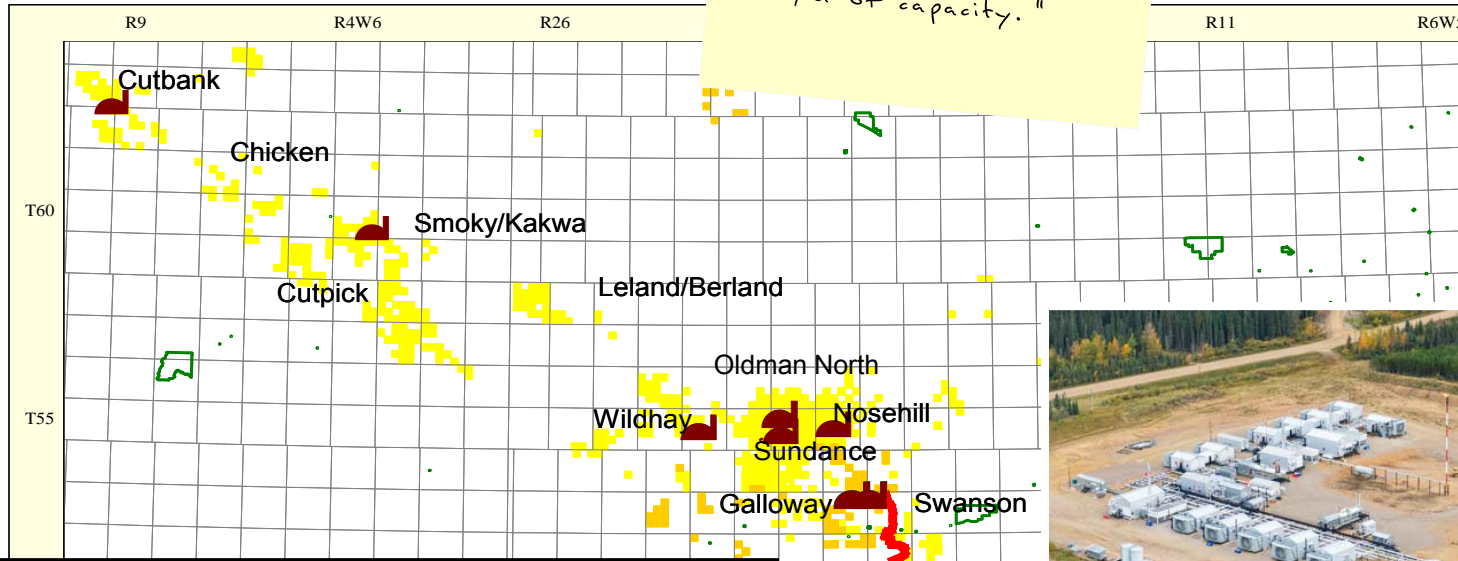 of capacity."
R9
R4W6
R26
R11
Cutbank
Chicken
T60
Smoky/Kakwa
Cutpick
Leland/Berland
Oldman North
T55
Wildhay
Nosehill
Sundance
Galloway
Swanson